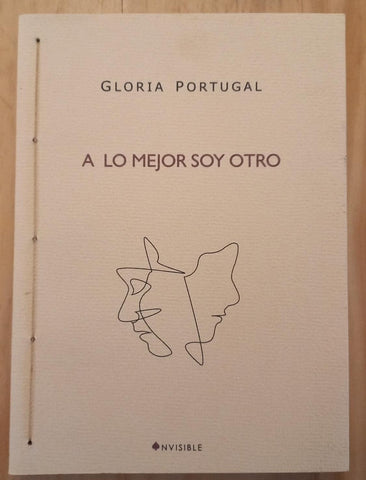 GLORIA PORTUGAL
A LO MEJOR SOY OTRO
NVISIBLE